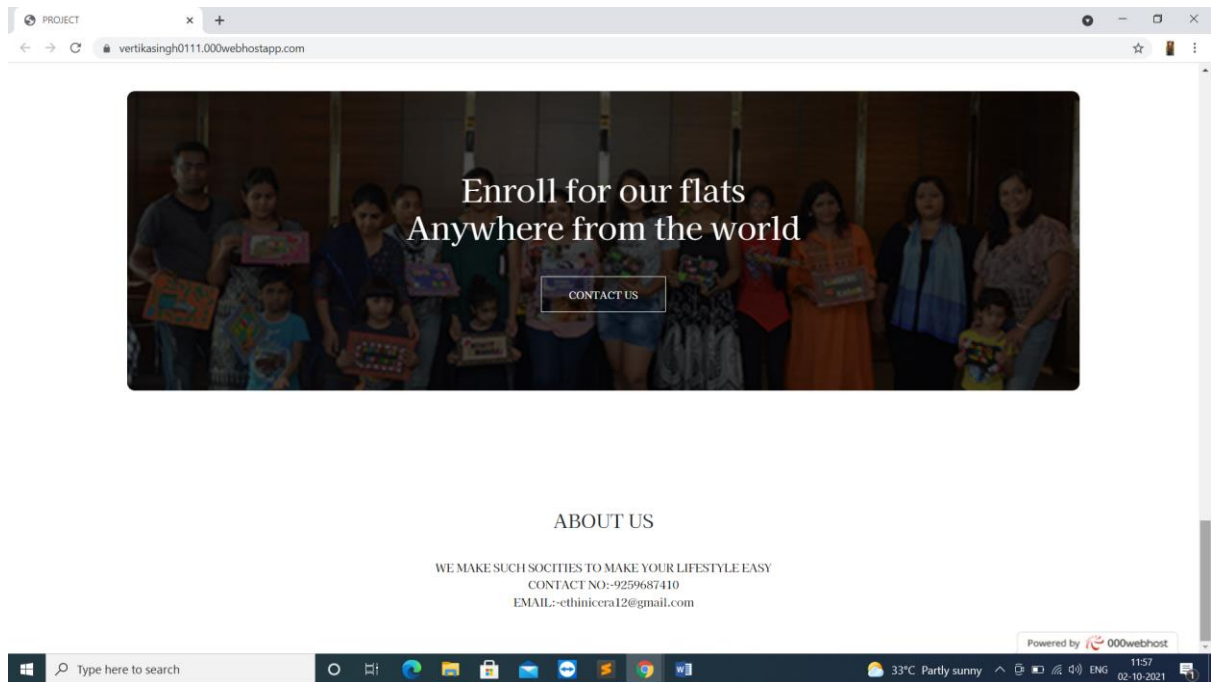 PROJECT
vertikasingh0111.000webhostapp.com
Enroll for our flats
Anywhere from the world
CONTACT US
ABOUT US
WE MAKE SUCH SOCITIES TO MAKE YOUR LIFESTYLE EASY
CONTACT NO:-9259687410
EMAIL:-ethinicera12@gmail.com
Powered by 000webhost
Type here to search
33°C Partly sunny
ENG
11:57
02-10-2021